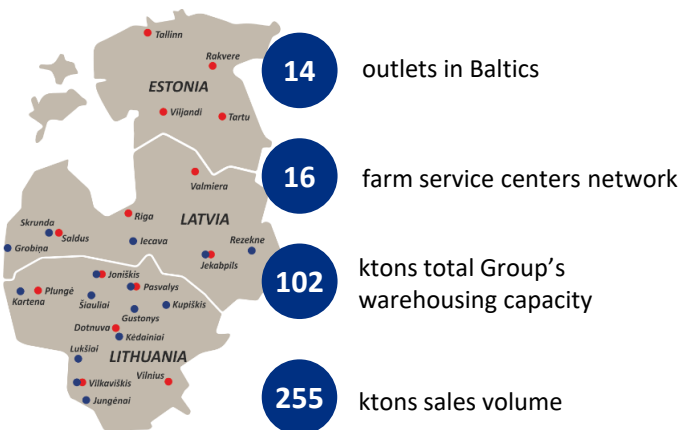 Tallinn
Rakvere
ESTONIA
Viljandi
Tartu
Valmiera
Riga
LATVIA
Skrunda
Saldus
Iecava
Rezekne
Grobiņa
Jekabpils
Joniškis
Plungė
Pasvalys
Kartena
Šiauliai
Kupiškis
Gustonys
Dotnuva
Kėdainiai
Lukšiai
LITHUANIA
Vilnius
Vilkaviškis
Jungėnai
14
outlets in Baltics
16
farm service centers network
102
ktons total Group's
warehousing capacity
255
ktons sales volume